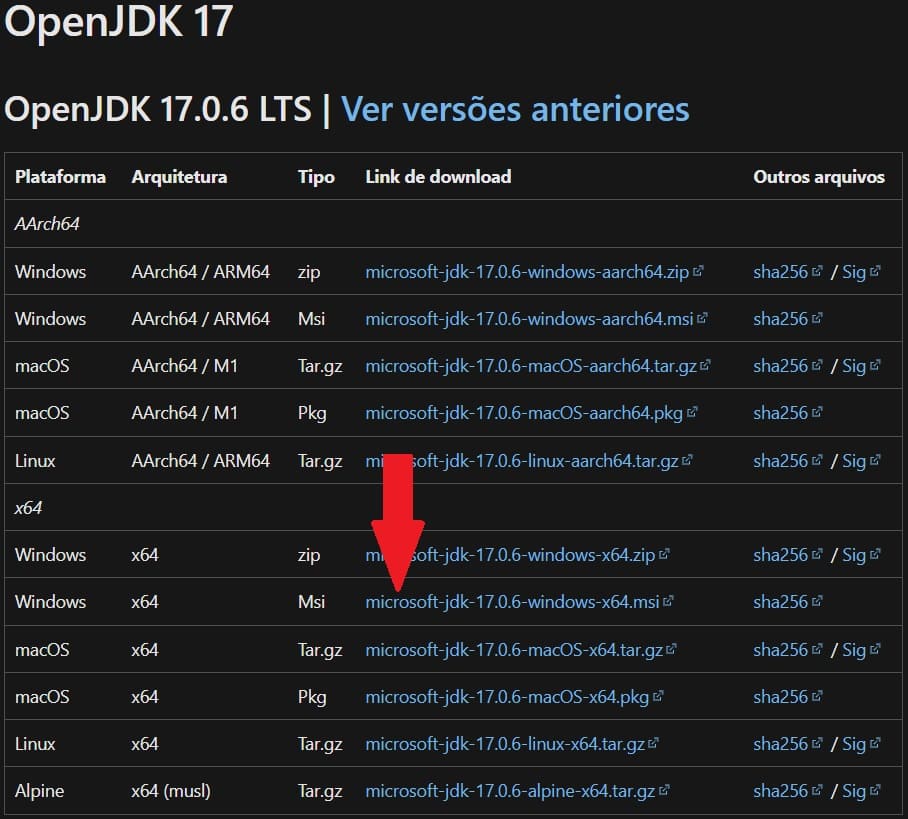 OpenJDK 17
OpenJDK 17.0.6 LTS | Ver versões anteriores
Plataforma Arquitetura Tipo Link de download Outros arquivos
AArch64
Windows AArch64 / ARM64 zip microsoft-jdk-17.0.6-windows-aarch64.zip sha256 / Sig
Windows AArch64 / ARM64 Msi microsoft-jdk-17.0.6-windows-aarch64.msi sha256
macOS AArch64 / M1 Tar.gz microsoft-jdk-17.0.6-macOS-aarch64.tar.gz sha256 / Sig
macOS AArch64 / M1 Pkg microsoft-jdk-17.0.6-macOS-aarch64.pkg sha256
Linux AArch64 / ARM64 Tar.gz microsoft-jdk-17.0.6-linux-aarch64.tar.gz sha256 / Sig
x64
Windows x64 zip microsoft-jdk-17.0.6-windows-x64.zip sha256 / Sig
Windows x64 Msi microsoft-jdk-17.0.6-windows-x64.msi sha256
macOS x64 Tar.gz microsoft-jdk-17.0.6-macOS-x64.tar.gz sha256 / Sig
macOS x64 Pkg microsoft-jdk-17.0.6-macOS-x64.pkg sha256
Linux x64 Tar.gz microsoft-jdk-17.0.6-linux-x64.tar.gz sha256 / Sig
Alpine x64 (musl) Tar.gz microsoft-jdk-17.0.6-alpine-x64.tar.gz sha256 / Sig